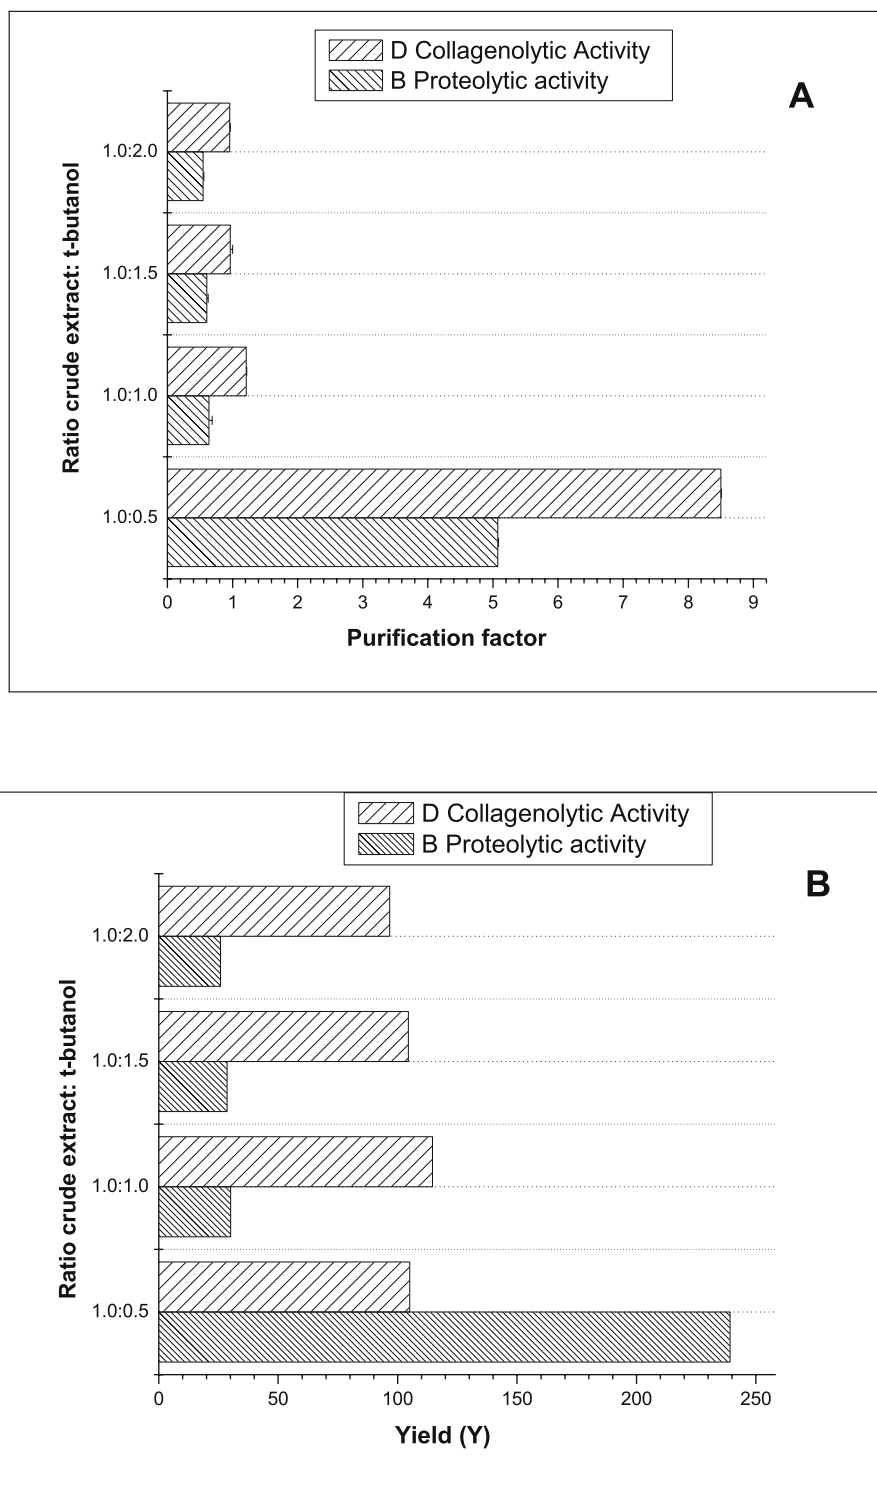 D Collagenolytic Activity
B Proteolytic activity
A
Ratio crude extract: t-butanol
1.0:2.0
1.0:1.5
1.0:1.0
1.0:0.5
0 1 2 3 4 5 6 7 8 9
Purification factor
D Collagenolytic Activity
B Proteolytic activity
B
Ratio crude extract: t-butanol
1.0:2.0
1.0:1.5
1.0:1.0
1.0:0.5
0 50 100 150 200 250
Yield (Y)